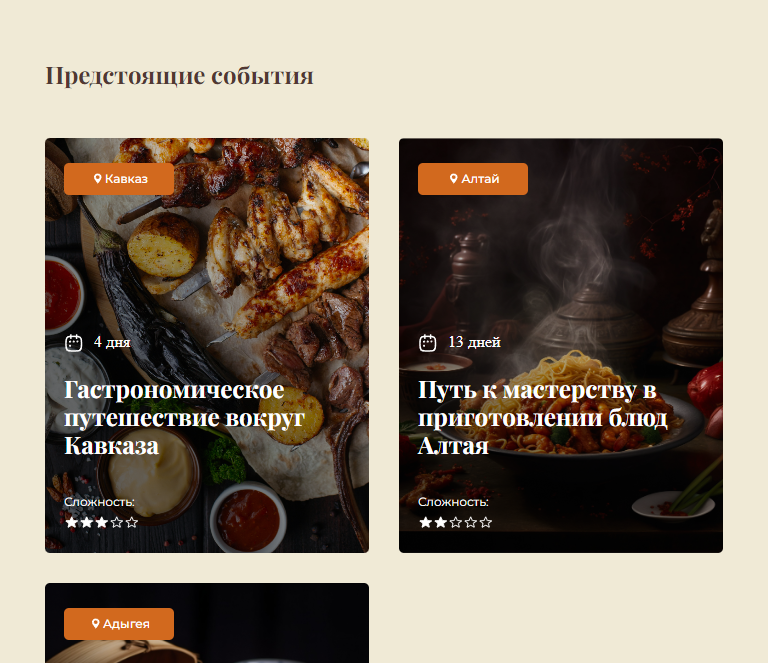 Предстоящие события
Кавказ
4 дня
Гастрономическое
путешествие вокруг
Кавказа
Сложность:
Алтай
13 дней
Путь к мастерству в
приготовлении блюд
Алтая
Сложность:
Адыгея